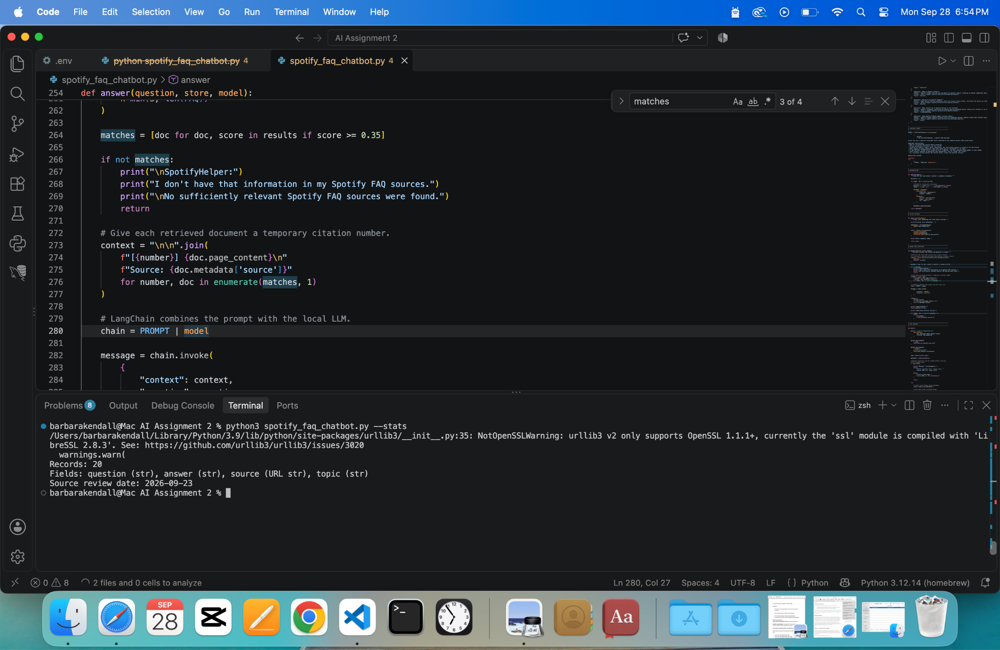 Code File Edit Selection View Go Run Terminal Window Help Mon Sep 28 6:54 PM
AI Assignment 2
.env python spotify_faq_chatbot.py 4 spotify_faq_chatbot.py 4
spotify_faq_chatbot.py > answer
254 def answer(question, store, model):
matches Aa ab .* 3 of 4
262 )
263
264 matches = [doc for doc, score in results if score >= 0.35]
265
266 if not matches:
267 print("\nSpotifyHelper:")
268 print("I don't have that information in my Spotify FAQ sources.")
269 print("\nNo sufficiently relevant Spotify FAQ sources were found.")
270 return
271
272 # Give each retrieved document a temporary citation number.
273 context = "\n\n".join(
274 f"[{number}] {doc.page_content}\n"
275 f"Source: {doc.metadata['source']}"
276 for number, doc in enumerate(matches, 1)
277 )
278
279 # LangChain combines the prompt with the local LLM.
280 chain = PROMPT | model
281
282 message = chain.invoke(
283 {
284 "context": context,
Problems 8 Output Debug Console Terminal Ports zsh
barbarakendall@Mac AI Assignment 2 % python3 spotify_faq_chatbot.py --stats
/Users/barbarakendall/Library/Python/3.9/lib/python/site-packages/urllib3/__init__.py:35: NotOpenSSLWarning: urllib3 v2 only supports OpenSSL 1.1.1+, currently the 'ssl' module is compiled with 'Li
breSSL 2.8.3'. See: https://github.com/urllib3/urllib3/issues/3020
warnings.warn(
Records: 20
Fields: question (str), answer (str), source (URL str), topic (str)
Source review date: 2026-09-23
barbarakendall@Mac AI Assignment 2 %
0 8 2 files and 0 cells to analyze Ln 280, Col 27 Spaces: 4 UTF-8 LF { } Python Python 3.12.14 (homebrew)
SEP
28
Aa